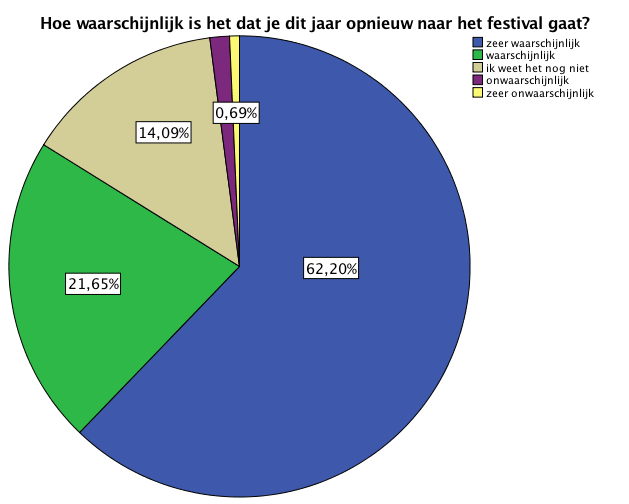 Hoe waarschijnlijk is het dat je dit jaar opnieuw naar het festival gaat?
zeer waarschijnlijk
waarschijnlijk
ik weet het nog niet
onwaarschijnlijk
zeer onwaarschijnlijk
0,69%
14,09%
62,20%
21,65%